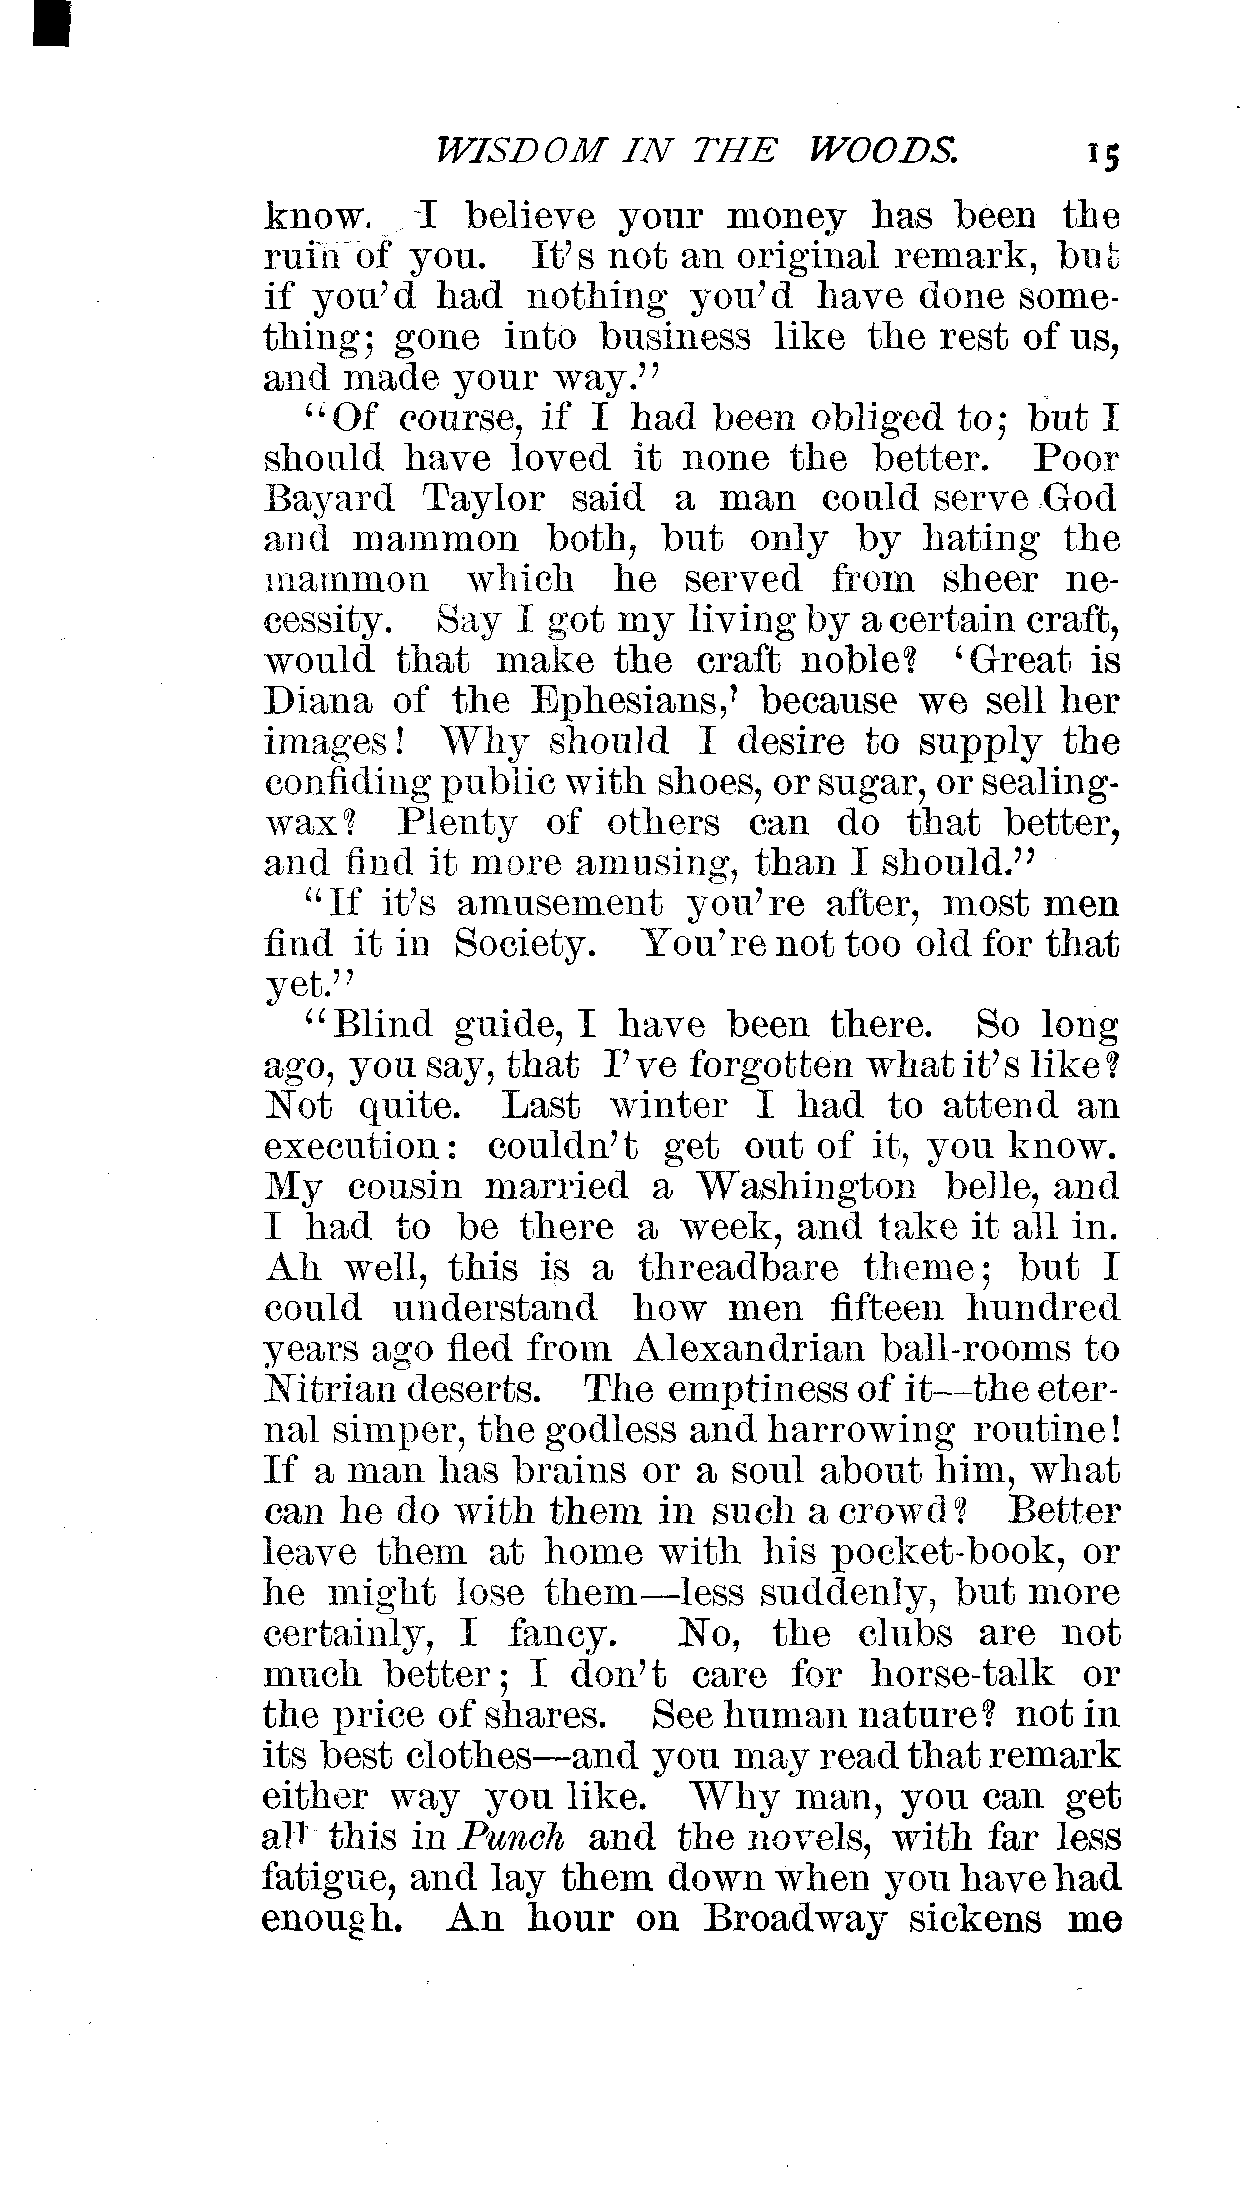 WISDOM IN THE WOODS. 15
know. I believe your money has been the
ruin of you. It's not an original remark, but
if you'd had nothing you'd have done some-
thing; gone into business like the rest of us,
and made your way."
"Of course, if I had been obliged to; but I
should have loved it none the better. Poor
Bayard Taylor said a man could serve God
and mammon both, but only by hating the
mammon which he served from sheer ne-
cessity. Say I got my living by a certain craft,
would that make the craft noble? 'Great is
Diana of the Ephesians,' because we sell her
images! Why should I desire to supply the
confiding public with shoes, or sugar, or sealing-
wax? Plenty of others can do that better,
and find it more amusing, than I should."
"If it's amusement you're after, most men
find it in Society. You're not too old for that
yet."
"Blind guide, I have been there. So long
ago, you say, that I've forgotten what it's like?
Not quite. Last winter I had to attend an
execution: couldn't get out of it, you know.
My cousin married a Washington belle, and
I had to be there a week, and take it all in.
Ah well, this is a threadbare theme; but I
could understand how men fifteen hundred
years ago fled from Alexandrian ball-rooms to
Nitrian deserts. The emptiness of it—the eter-
nal simper, the godless and harrowing routine!
If a man has brains or a soul about him, what
can he do with them in such a crowd? Better
leave them at home with his pocket-book, or
he might lose them—less suddenly, but more
certainly, I fancy. No, the clubs are not
much better; I don't care for horse-talk or
the price of shares. See human nature? not in
its best clothes—and you may read that remark
either way you like. Why man, you can get
all this in Punch and the novels, with far less
fatigue, and lay them down when you have had
enough. An hour on Broadway sickens me